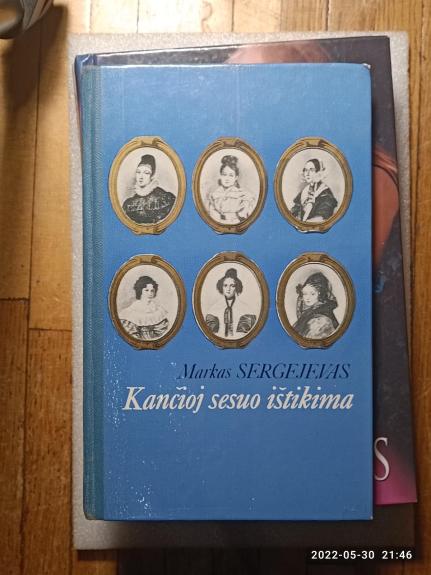 Markas SERGEJEVAS
Kančioj sesuo ištikima
S
2022-05-30 21:46